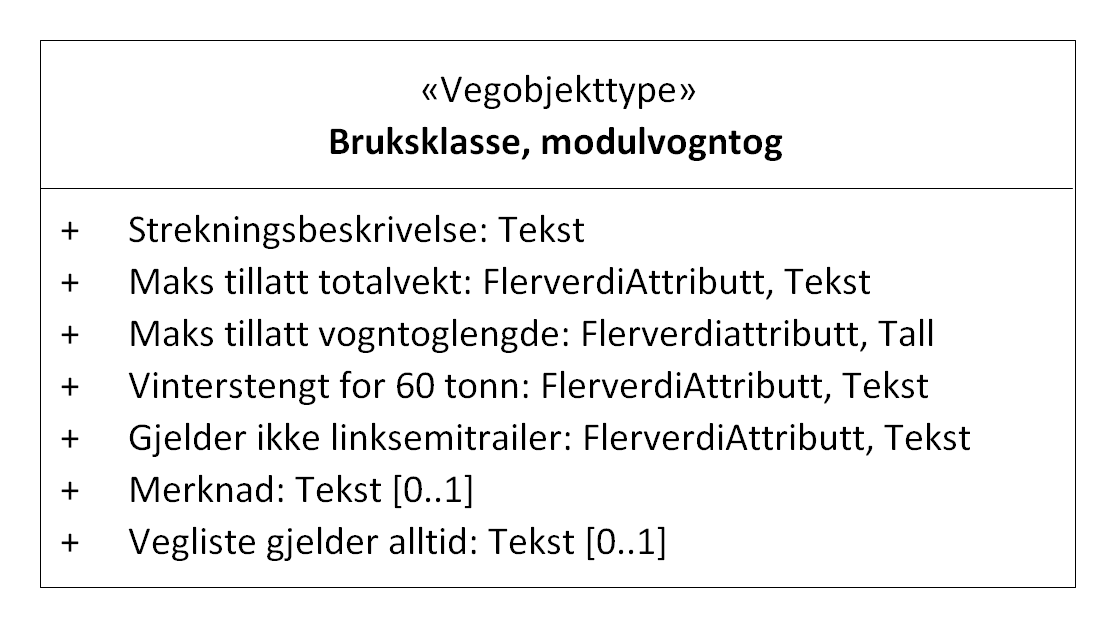 «Vegobjekttype»
Bruksklasse, modulvogntog
+ Strekningsbeskrivelse: Tekst
+ Maks tillatt totalvekt: FlerverdiAttributt, Tekst
+ Maks tillatt vogntoglengde: Flerverdiattributt, Tall
+ Vinterstengt for 60 tonn: FlerverdiAttributt, Tekst
+ Gjelder ikke linksemitrailer: FlerverdiAttributt, Tekst
+ Merknad: Tekst [0..1]
+ Vegliste gjelder alltid: Tekst [0..1]